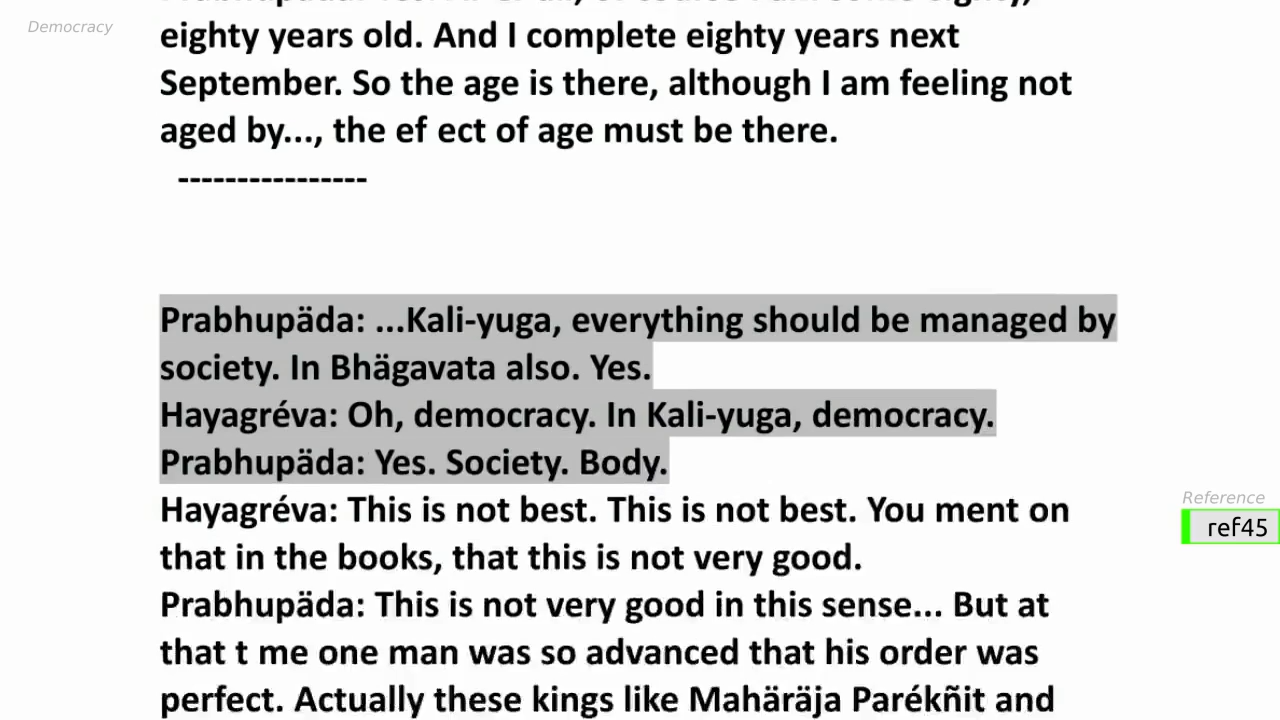 Democracy
eighty years old. And I complete eighty years next
September. So the age is there, although I am feeling not
aged by..., the ef ect of age must be there.
----------------
Prabhupäda: ...Kali-yuga, everything should be managed by
society. In Bhägavata also. Yes.
Hayagréva: Oh, democracy. In Kali-yuga, democracy.
Prabhupäda: Yes. Society. Body.
Hayagréva: This is not best. This is not best. You ment on
that in the books, that this is not very good.
Reference
ref45
Prabhupäda: This is not very good in this sense... But at
that t me one man was so advanced that his order was
perfect. Actually these kings like Mahäräja Parékñit and